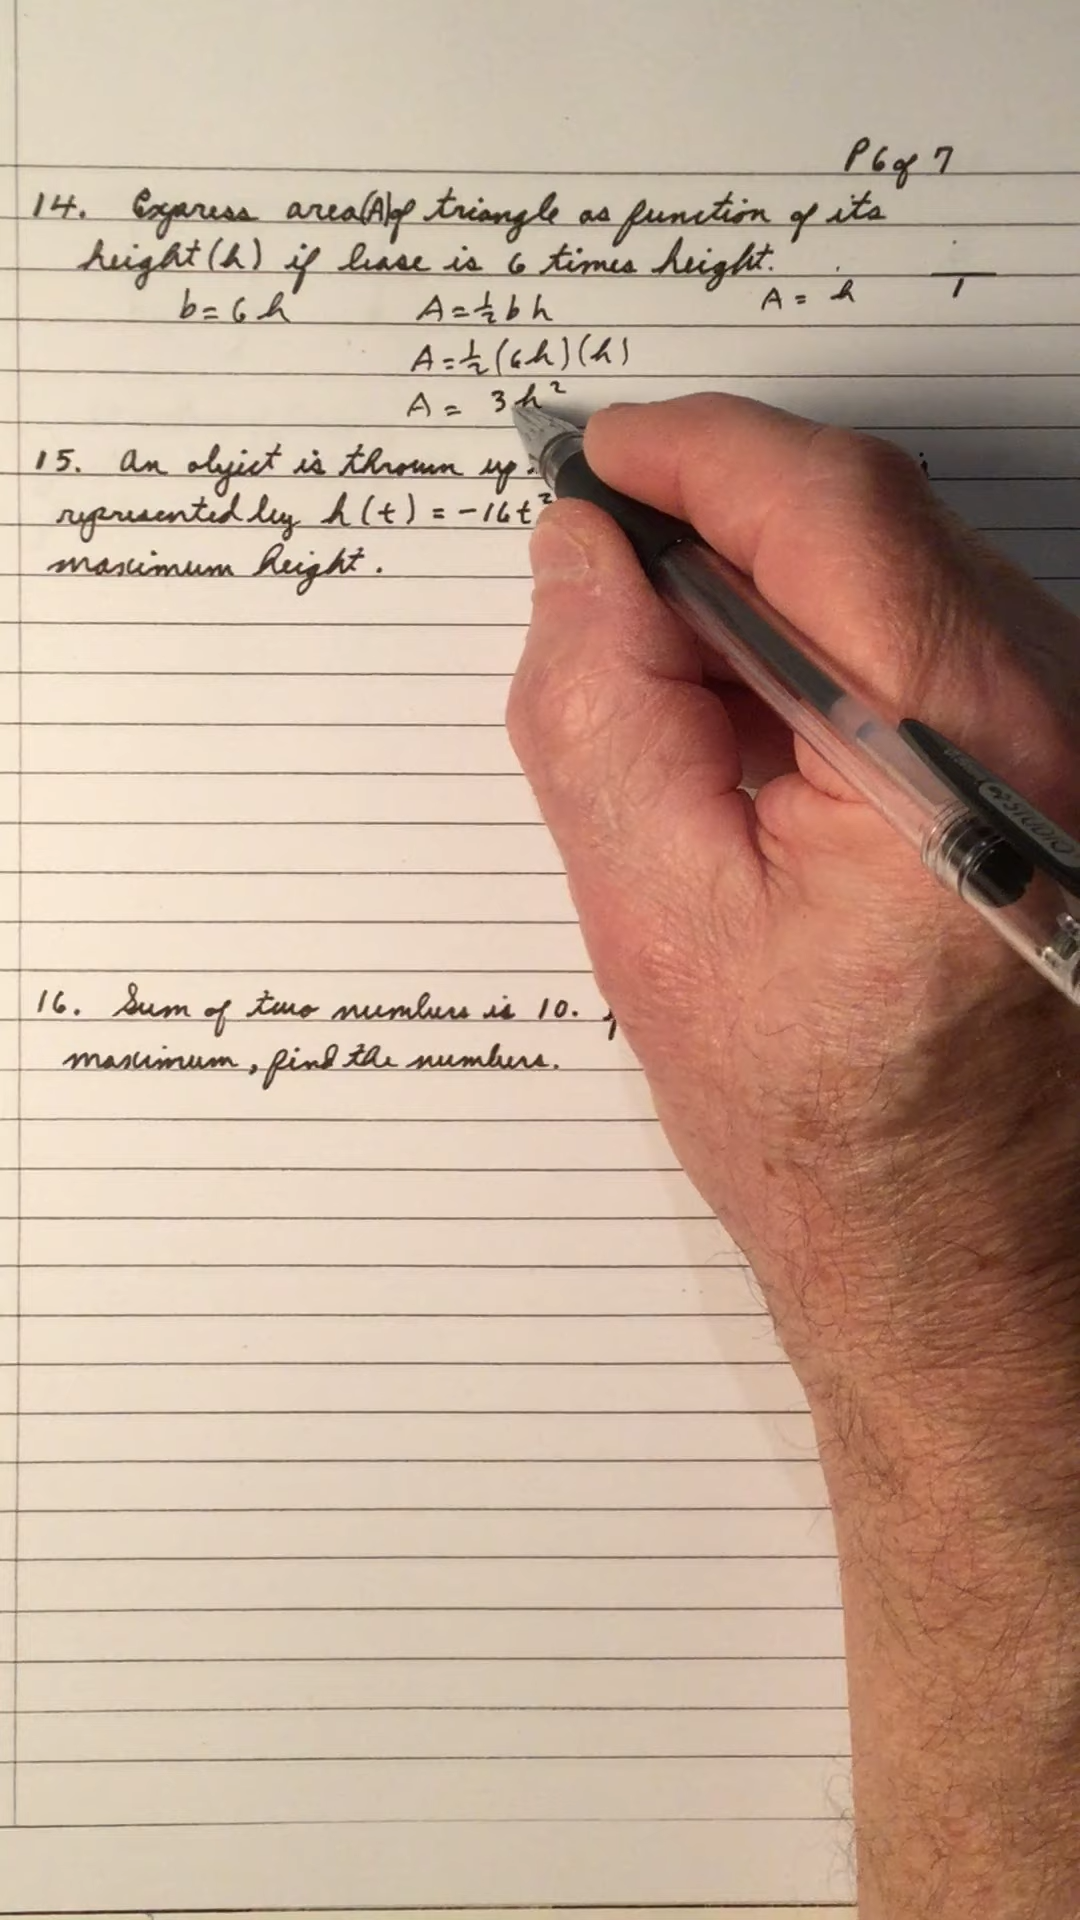 P 6 of 7
14. Express area (A) of triangle as function of its
height (h) if base is 6 times height.
A = h
b = 6h A = ½ b h
A = ½ (6h)(h)
A = 3h²
15. An object is thrown up
represented by h(t) = -16t²
maximum height.
16. Sum of two numbers is 10.
maximum, find the numbers.